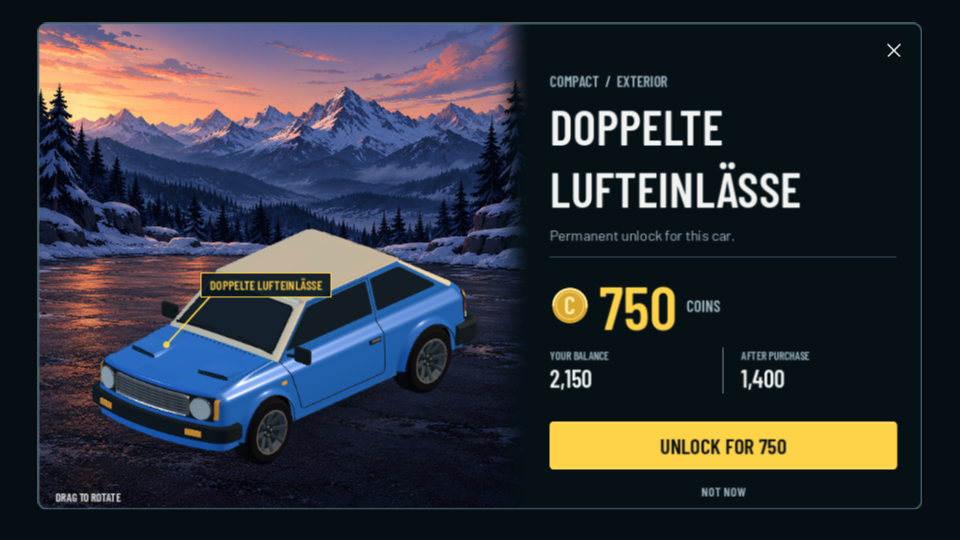 COMPACT / EXTERIOR
DOPPELTE
LUFTEINLÄSSE
Permanent unlock for this car.
C
750 COINS
YOUR BALANCE
2,150
AFTER PURCHASE
1,400
UNLOCK FOR 750
NOT NOW
DOPPELTE LUFTEINLÄSSE
DRAG TO ROTATE